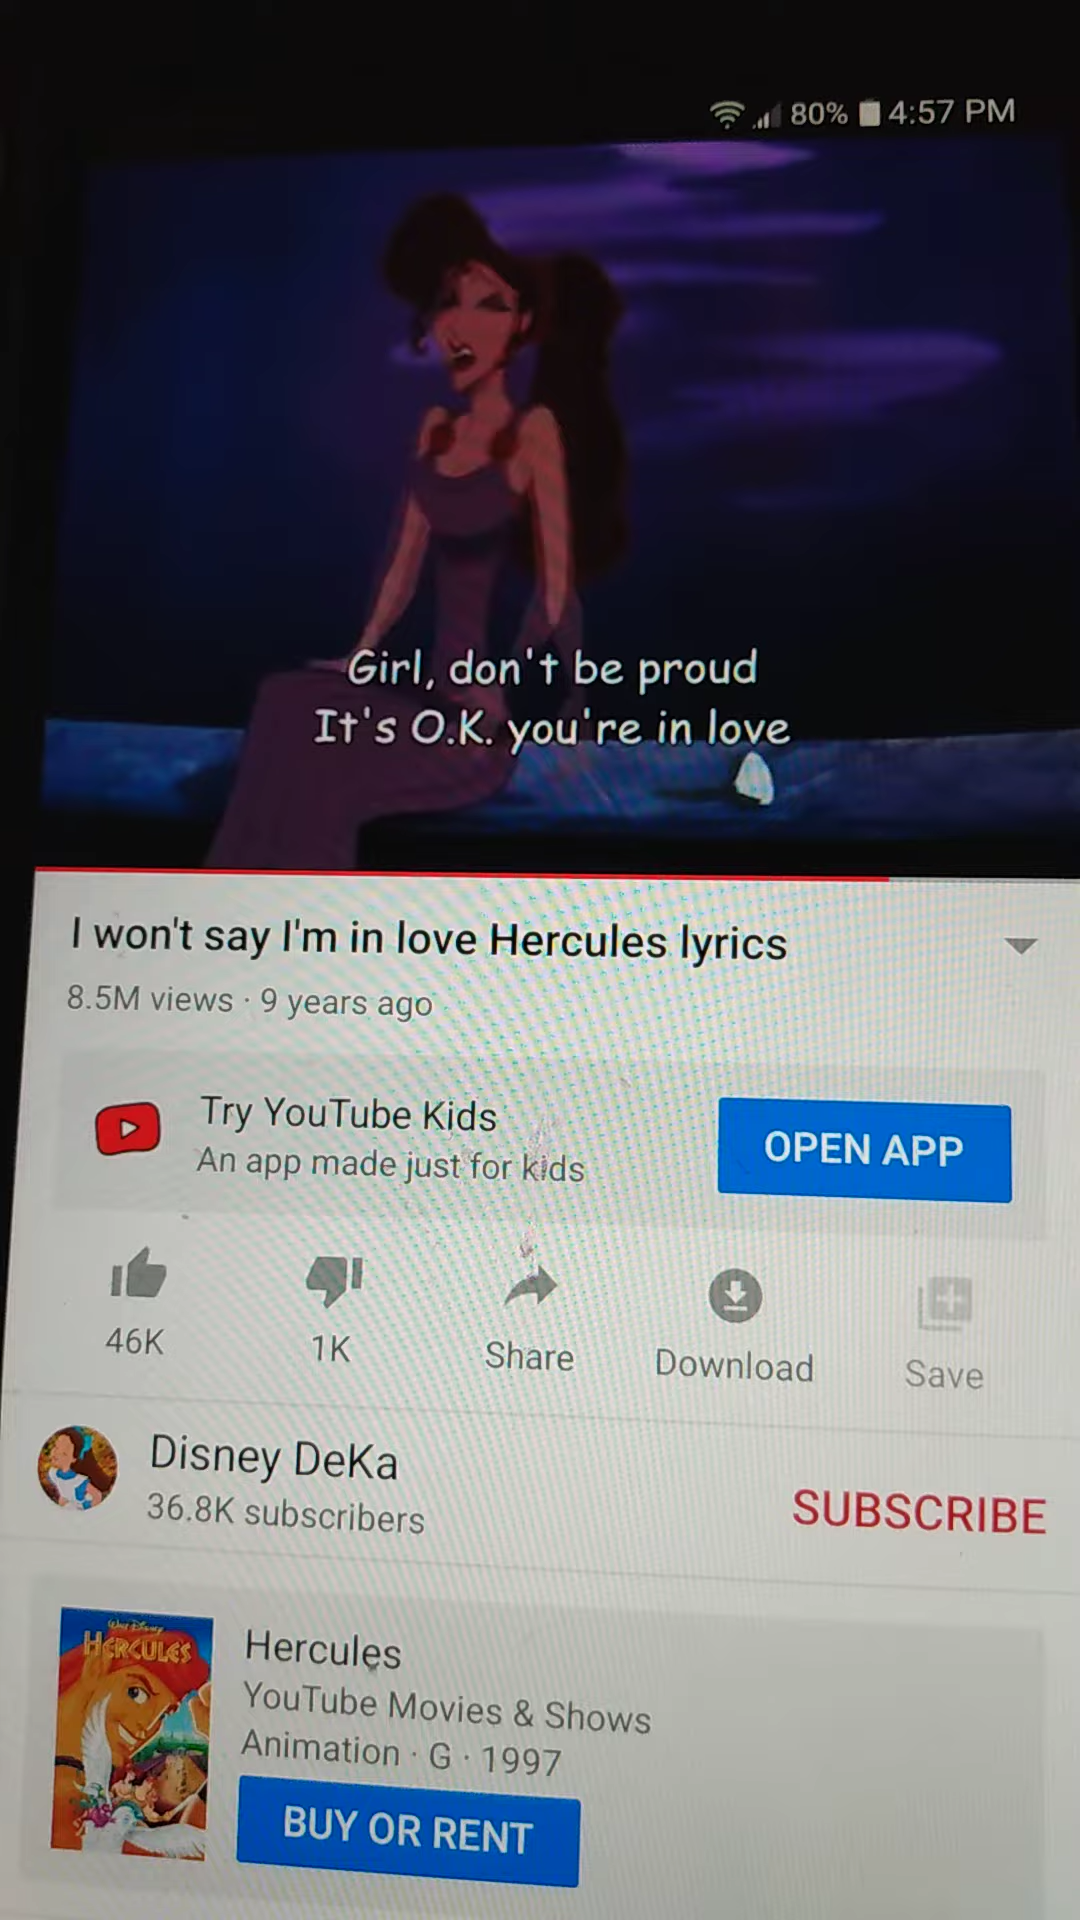 80% 4:57 PM
Girl, don't be proud
It's O.K. you're in love
I won't say I'm in love Hercules lyrics
8.5M views · 9 years ago
Try YouTube Kids
An app made just for kids
OPEN APP
46K
1K
Share
Download
Save
Disney DeKa
36.8K subscribers
SUBSCRIBE
Walt Disney
HERCULES
Hercules
YouTube Movies & Shows
Animation · G · 1997
BUY OR RENT